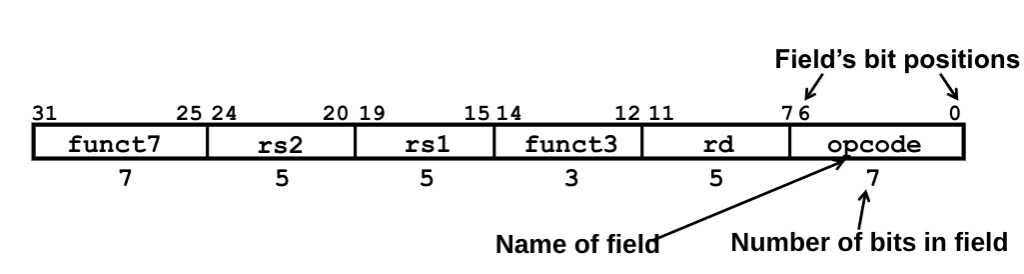 Field’s bit positions
31 25 24 20 19 15 14 12 11 7 6 0
funct7 rs2 rs1 funct3 rd opcode
7 5 5 3 5 7
Name of field Number of bits in field